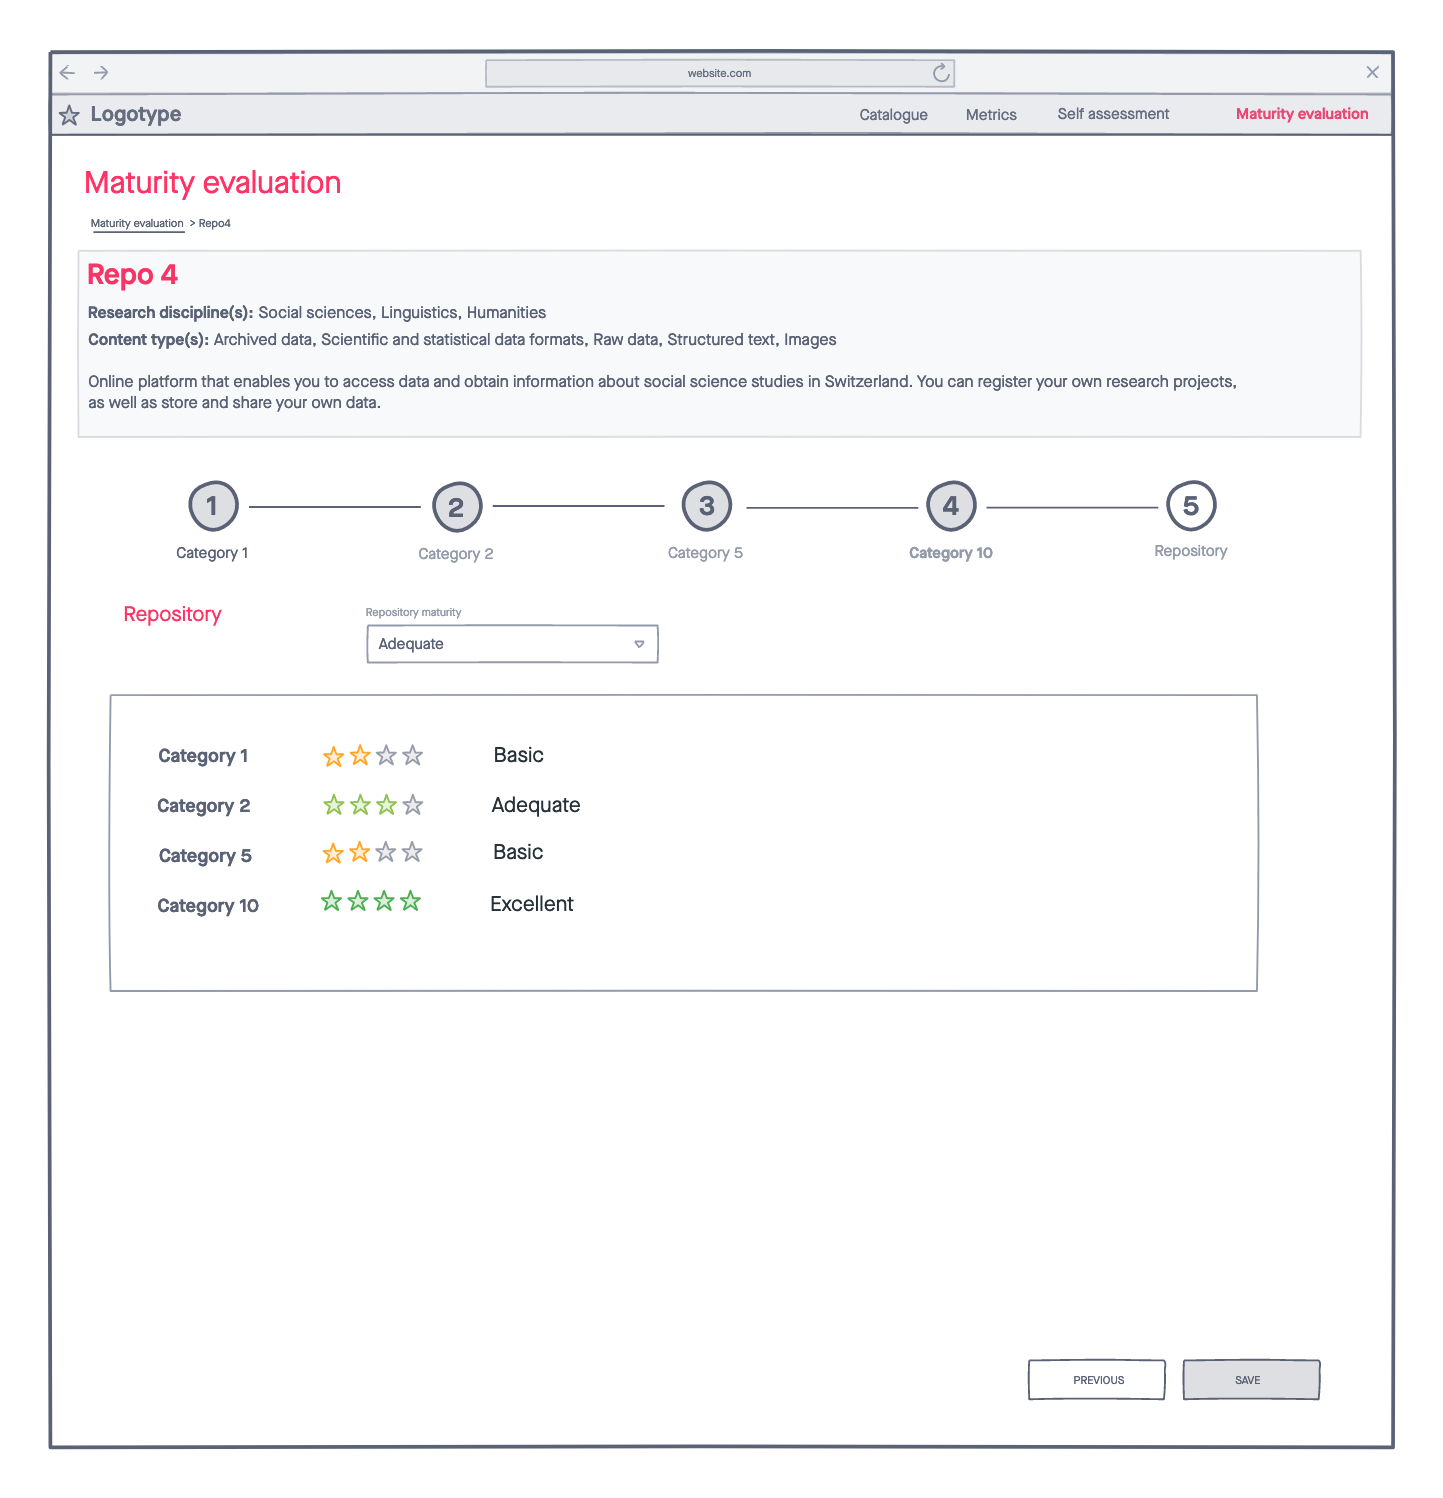 website.com
Logotype
Catalogue
Metrics
Self assessment
Maturity evaluation
Maturity evaluation
Maturity evaluation > Repo4
Repo 4
Research discipline(s): Social sciences, Linguistics, Humanities
Content type(s): Archived data, Scientific and statistical data formats, Raw data, Structured text, Images
Online platform that enables you to access data and obtain information about social science studies in Switzerland. You can register your own research projects,
as well as store and share your own data.
1
2
3
4
5
Category 1
Category 2
Category 5
Category 10
Repository
Repository
Repository maturity
Adequate
Category 1 Basic
Category 2 Adequate
Category 5 Basic
Category 10 Excellent
PREVIOUS
SAVE